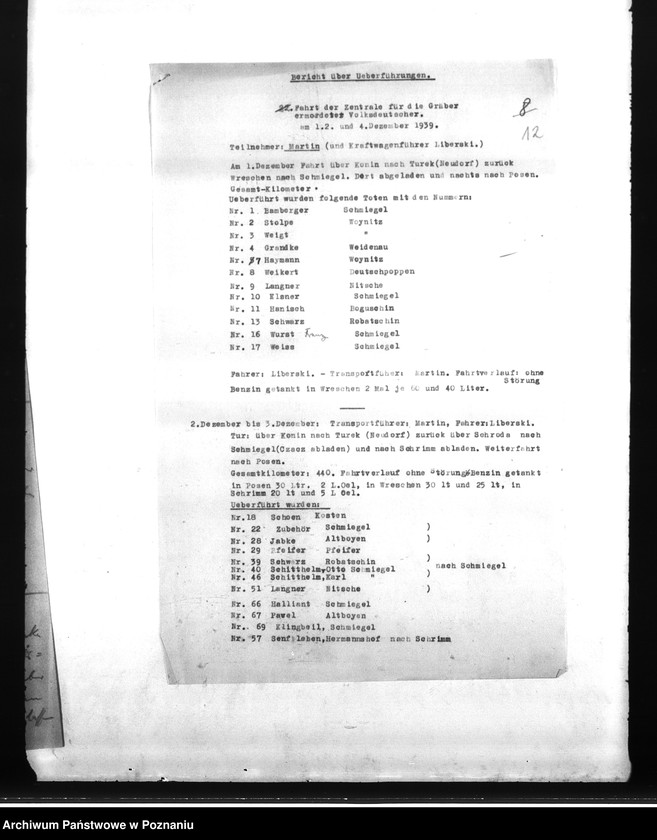 Bericht über Ueberführungen.
Fahrt der Zentrale für die Gräber
ermordeter Volksdeutscher.
am 1.2. und 4.Dezember 1939.
8
12
Teilnehmer: Martin (und Kraftwagenführer Liberski.)
Am 1.Dezember Fahrt über Konin nach Turek(Neudorf) zurück
Wreschen nach Schmiegel. Dort abgeladen und nachts nach Posen.
Gesamt-Kilometer .
Ueberführt wurden folgende Toten mit den Nummern:
Nr. 1 Bamberger Schmiegel
Nr. 2 Stolpe Woynitz
Nr. 3 Weigt "
Nr. 4 Grandke Weidenau
Nr. 7 Haymann Woynitz
Nr. 8 Weikert Deutschpoppen
Nr. 9 Langner Nitsche
Nr. 10 Elsner Schmiegel
Nr. 11 Hanisch Boguschin
Nr. 13 Schwarz Robatschin
Nr. 16 Wurst Franz Schmiegel
Nr. 17 Weiss Schmiegel
Fahrer: Liberski. - Transportführer: Martin. Fahrtverlauf: ohne
Störung
Benzin getankt in Wreschen 2 Mal je 60 und 40 Liter.
2.Dezember bis 3.Dezember: Transportführer: Martin, Fahrer:Liberski.
Tur: über Konin nach Turek (Neudorf) zurück über Schroda nach
Schmiegel(Czacz abladen) und nach Schrimm abladen. Weiterfahrt
nach Posen.
Gesamtkilometer: 440. Fahrtverlauf ohne Störung Benzin getankt
in Posen 30 Ltr. 2 L.Oel, in Wreschen 30 lt und 25 lt, in
Schrimm 20 lt und 5 L Oel.
Ueberführt wurden:
Nr.18 Schoen Kosten
Nr. 22 Zubehör Schmiegel )
Nr. 28 Jabke Altboyen )
Nr. 29 Pfeifer Pfeifer
Nr. 39 Schwarz Robatschin )
Nr. 40 Schitthelm,Otto Schmiegel nach Schmiegel
Nr. 46 Schitthelm,Karl " )
Nr. 51 Langner Nitsche )
Nr. 66 Halliant Schmiegel
Nr. 67 Pawel Altboyen
Nr. 69 Klingbeil, Schmiegel
Nr. 57 Senftleben,Hermannshof nach Schrimm
Archiwum Państwowe w Poznaniu